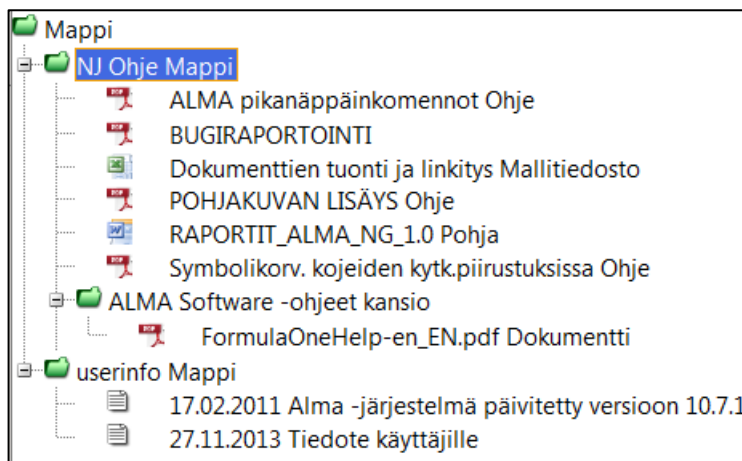 Mappi
NJ Ohje Mappi
ALMA pikanäppäinkomennot Ohje
BUGIRAPORTOINTI
Dokumenttien tuonti ja linkitys Mallitiedosto
POHJAKUVAN LISÄYS Ohje
RAPORTIT_ALMA_NG_1.0 Pohja
Symbolikorv. kojeiden kytk.piirustuksissa Ohje
ALMA Software -ohjeet kansio
FormulaOneHelp-en_EN.pdf Dokumentti
userinfo Mappi
17.02.2011 Alma -järjestelmä päivitetty versioon 10.7.1
27.11.2013 Tiedote käyttäjille